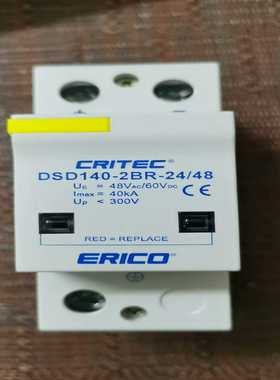 CRITEC®
DSD140-2BR-24/48
Uc = 48VAC/60VDC
Imax = 40kA
Up < 300V
CE
RED = REPLACE
ERICO®